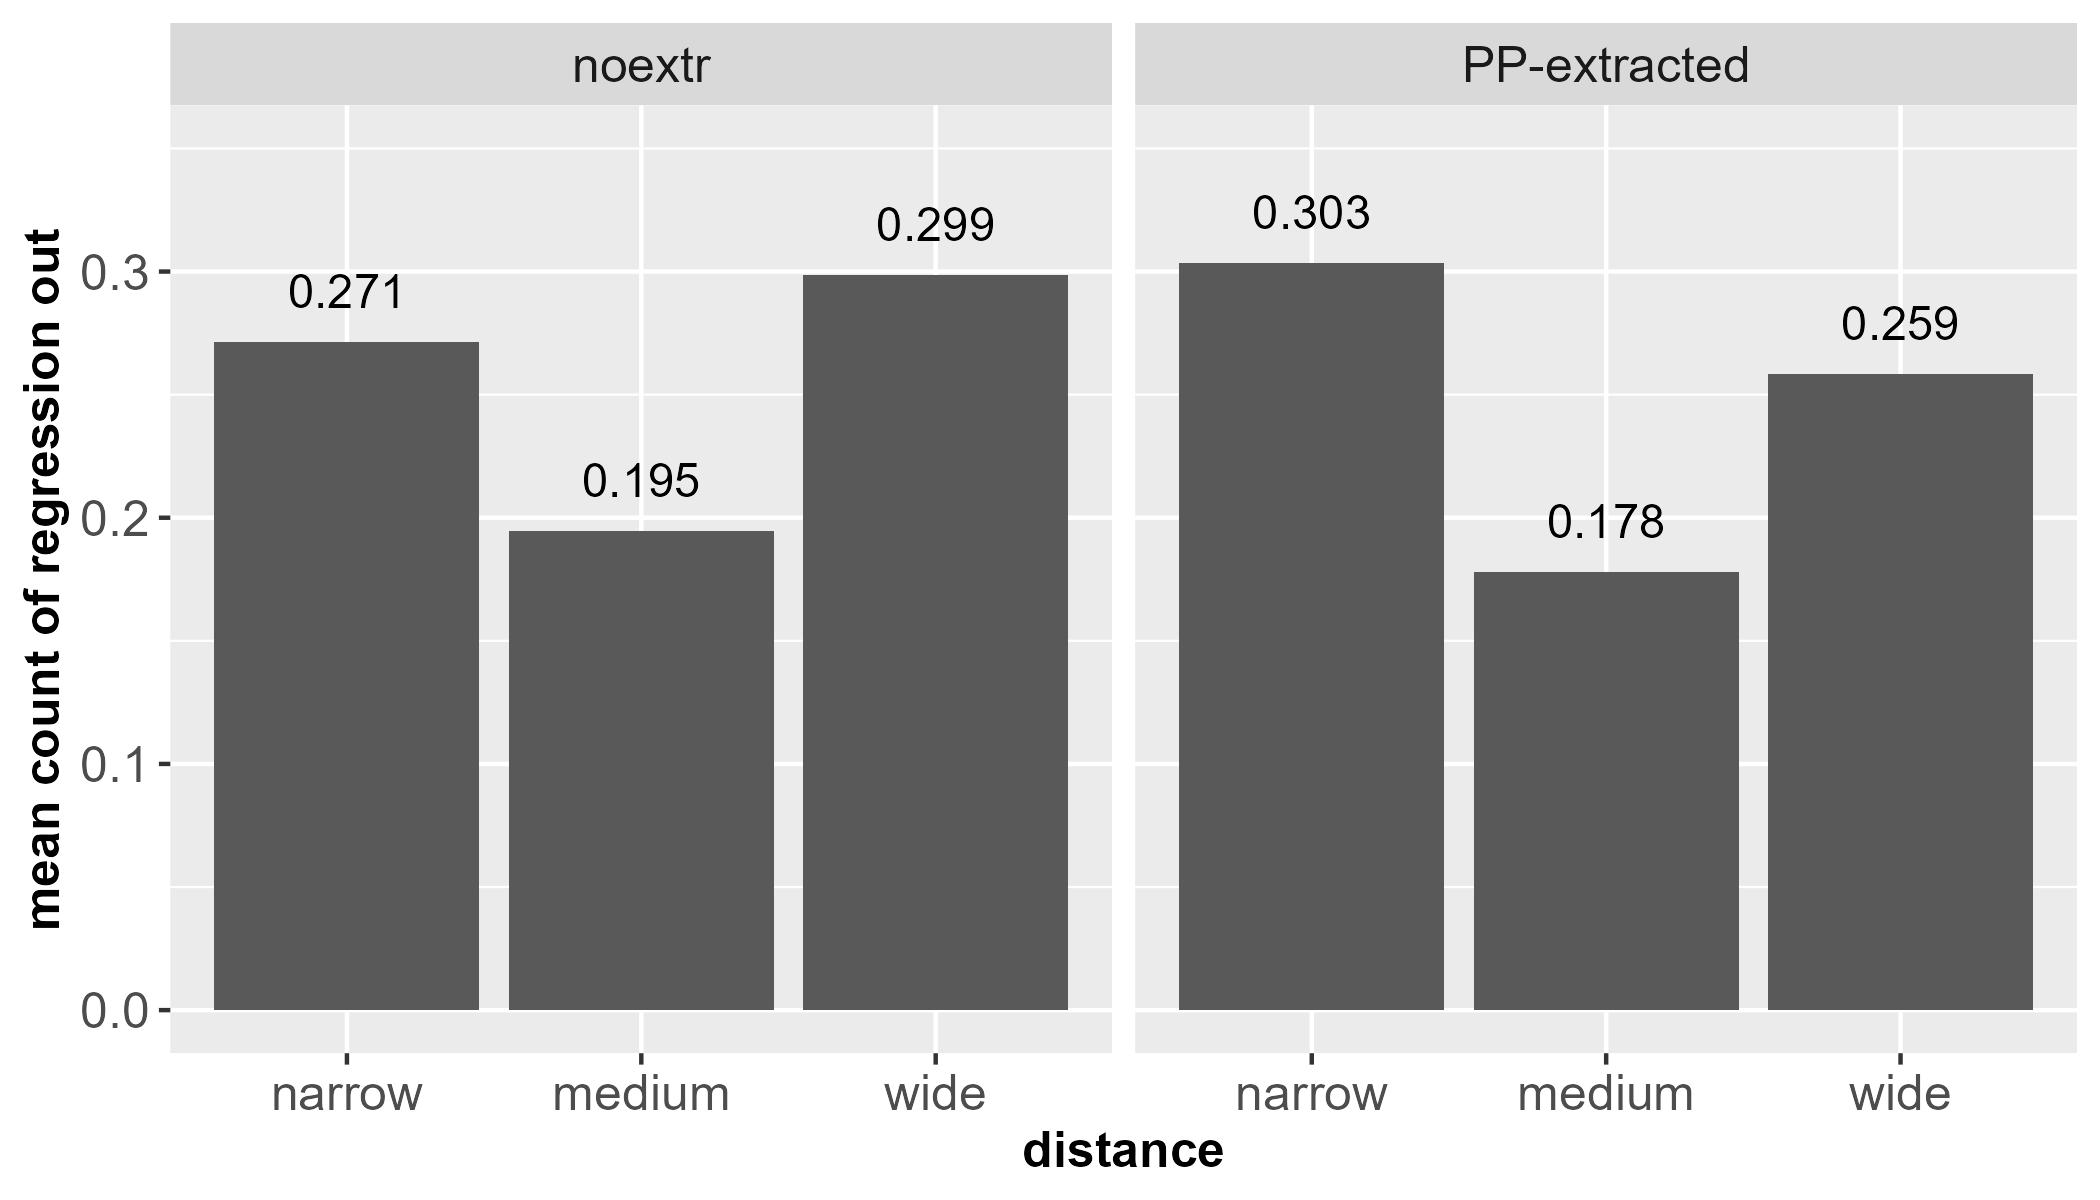 noextr
PP-extracted
mean count of regression out
0.3
0.2
0.1
0.0
0.271
0.195
0.299
0.303
0.178
0.259
narrow
medium
wide
narrow
medium
wide
distance